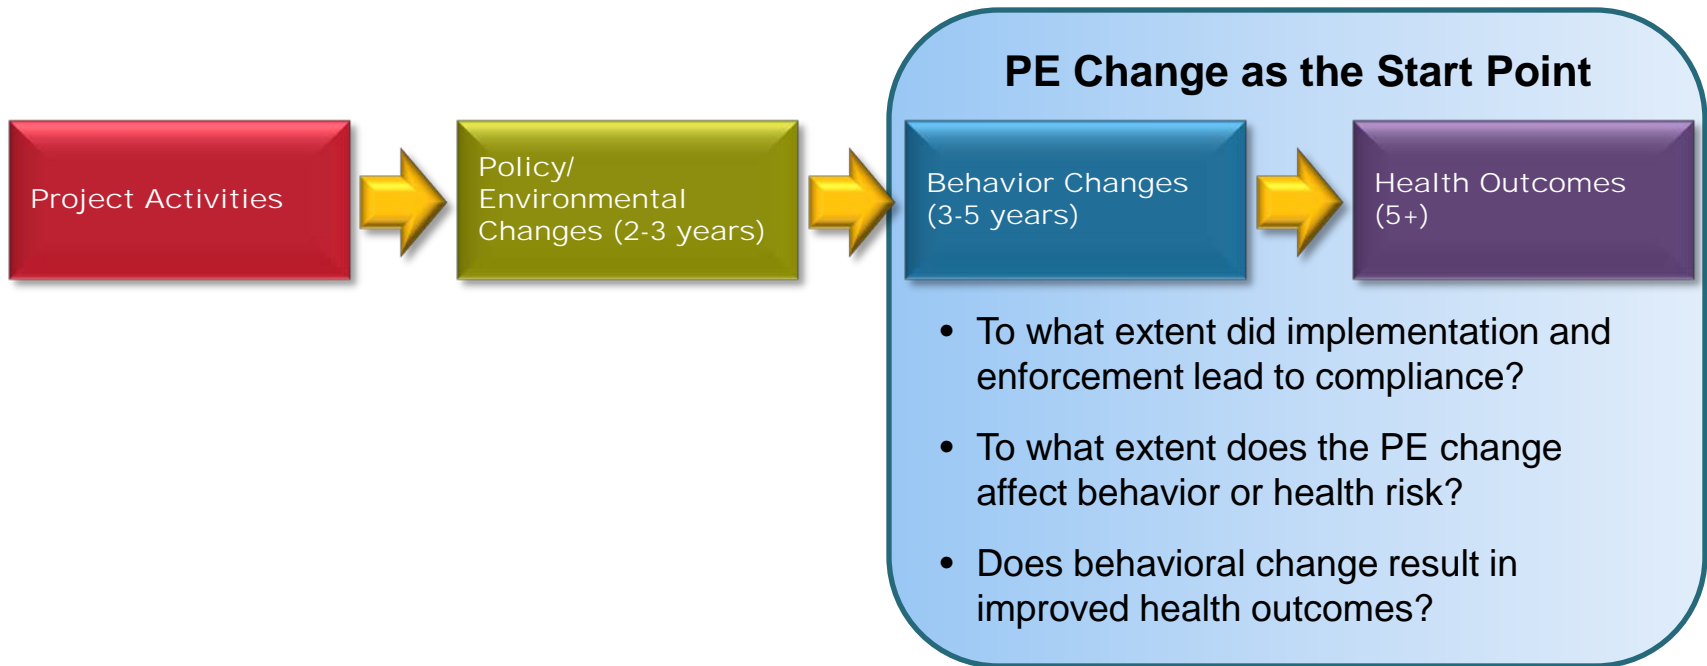 PE Change as the Start Point
Project Activities
Policy/
Environmental
Changes (2-3 years)
Behavior Changes
(3-5 years)
Health Outcomes
(5+)
• To what extent did implementation and
enforcement lead to compliance?
• To what extent does the PE change
affect behavior or health risk?
• Does behavioral change result in
improved health outcomes?